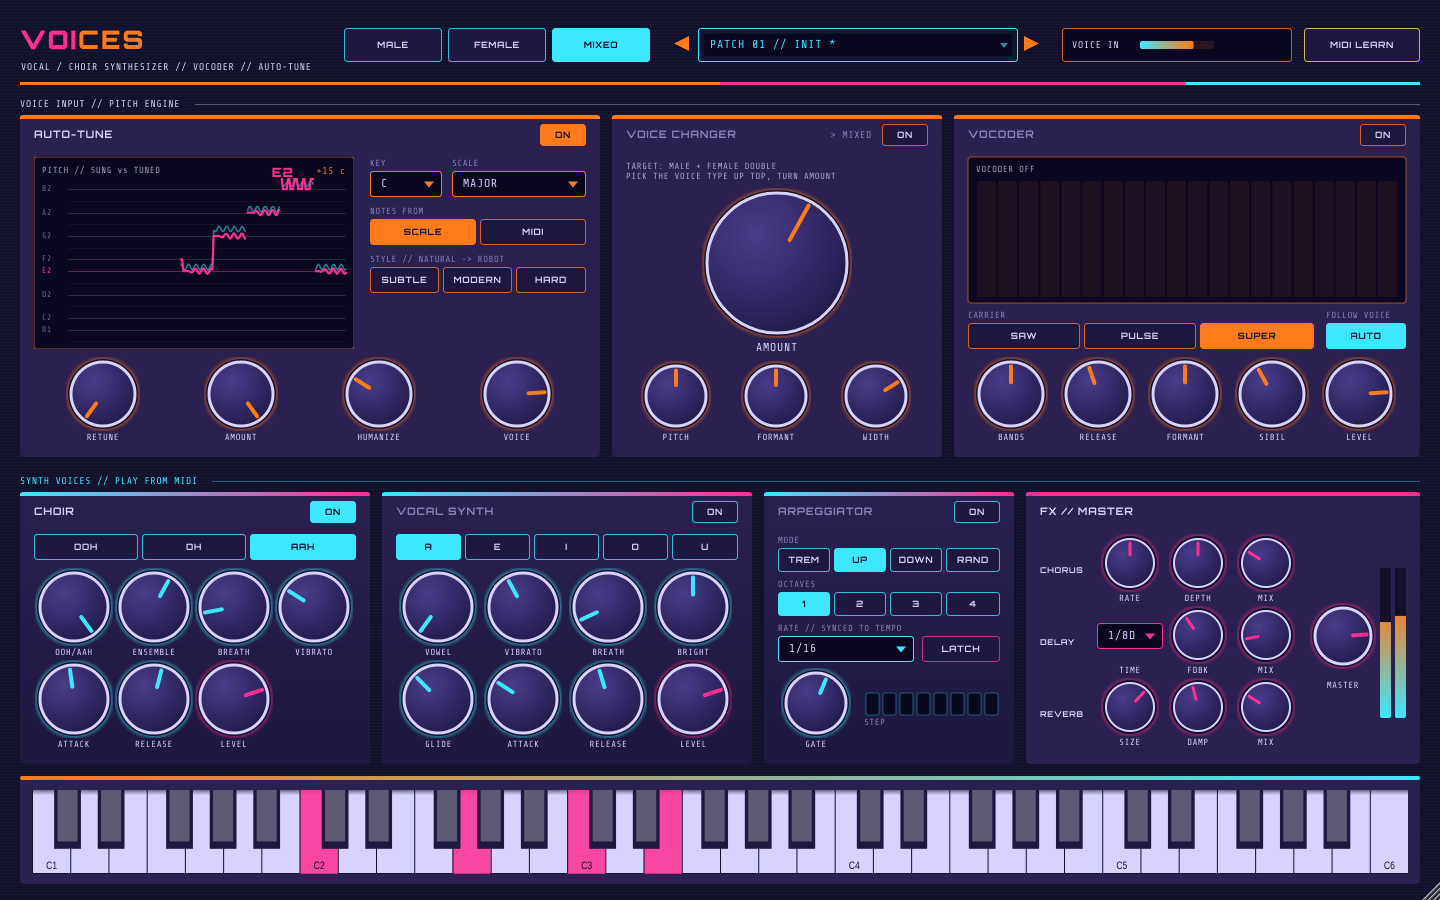 VOICES
VOCAL / CHOIR SYNTHESIZER // VOCODER // AUTO-TUNE
MALE
FEMALE
MIXED
PATCH 01 // INIT *
VOICE IN
MIDI LEARN
VOICE INPUT // PITCH ENGINE
AUTO-TUNE
ON
PITCH // SUNG vs TUNED
E2
+15 c
B2
A2
G2
F2
E2
D2
C2
B1
KEY
SCALE
C
MAJOR
NOTES FROM
SCALE
MIDI
STYLE // NATURAL -> ROBOT
SUBTLE
MODERN
HARD
RETUNE
AMOUNT
HUMANIZE
VOICE
VOICE CHANGER
> MIXED
ON
TARGET: MALE + FEMALE DOUBLE
PICK THE VOICE TYPE UP TOP, TURN AMOUNT
AMOUNT
PITCH
FORMANT
WIDTH
VOCODER
ON
VOCODER OFF
CARRIER
FOLLOW VOICE
SAW
PULSE
SUPER
AUTO
BANDS
RELEASE
FORMANT
SIBIL
LEVEL
SYNTH VOICES // PLAY FROM MIDI
CHOIR
ON
OOH
OH
AAH
OOH/AAH
ENSEMBLE
BREATH
VIBRATO
ATTACK
RELEASE
LEVEL
VOCAL SYNTH
ON
A
E
I
O
U
VOWEL
VIBRATO
BREATH
BRIGHT
GLIDE
ATTACK
RELEASE
LEVEL
ARPEGGIATOR
ON
MODE
TREM
UP
DOWN
RAND
OCTAVES
1
2
3
4
RATE // SYNCED TO TEMPO
1/16
LATCH
STEP
GATE
FX // MASTER
CHORUS
RATE
DEPTH
MIX
DELAY
1/8D
TIME
FDBK
MIX
MASTER
REVERB
SIZE
DAMP
MIX
C1
C2
C3
C4
C5
C6